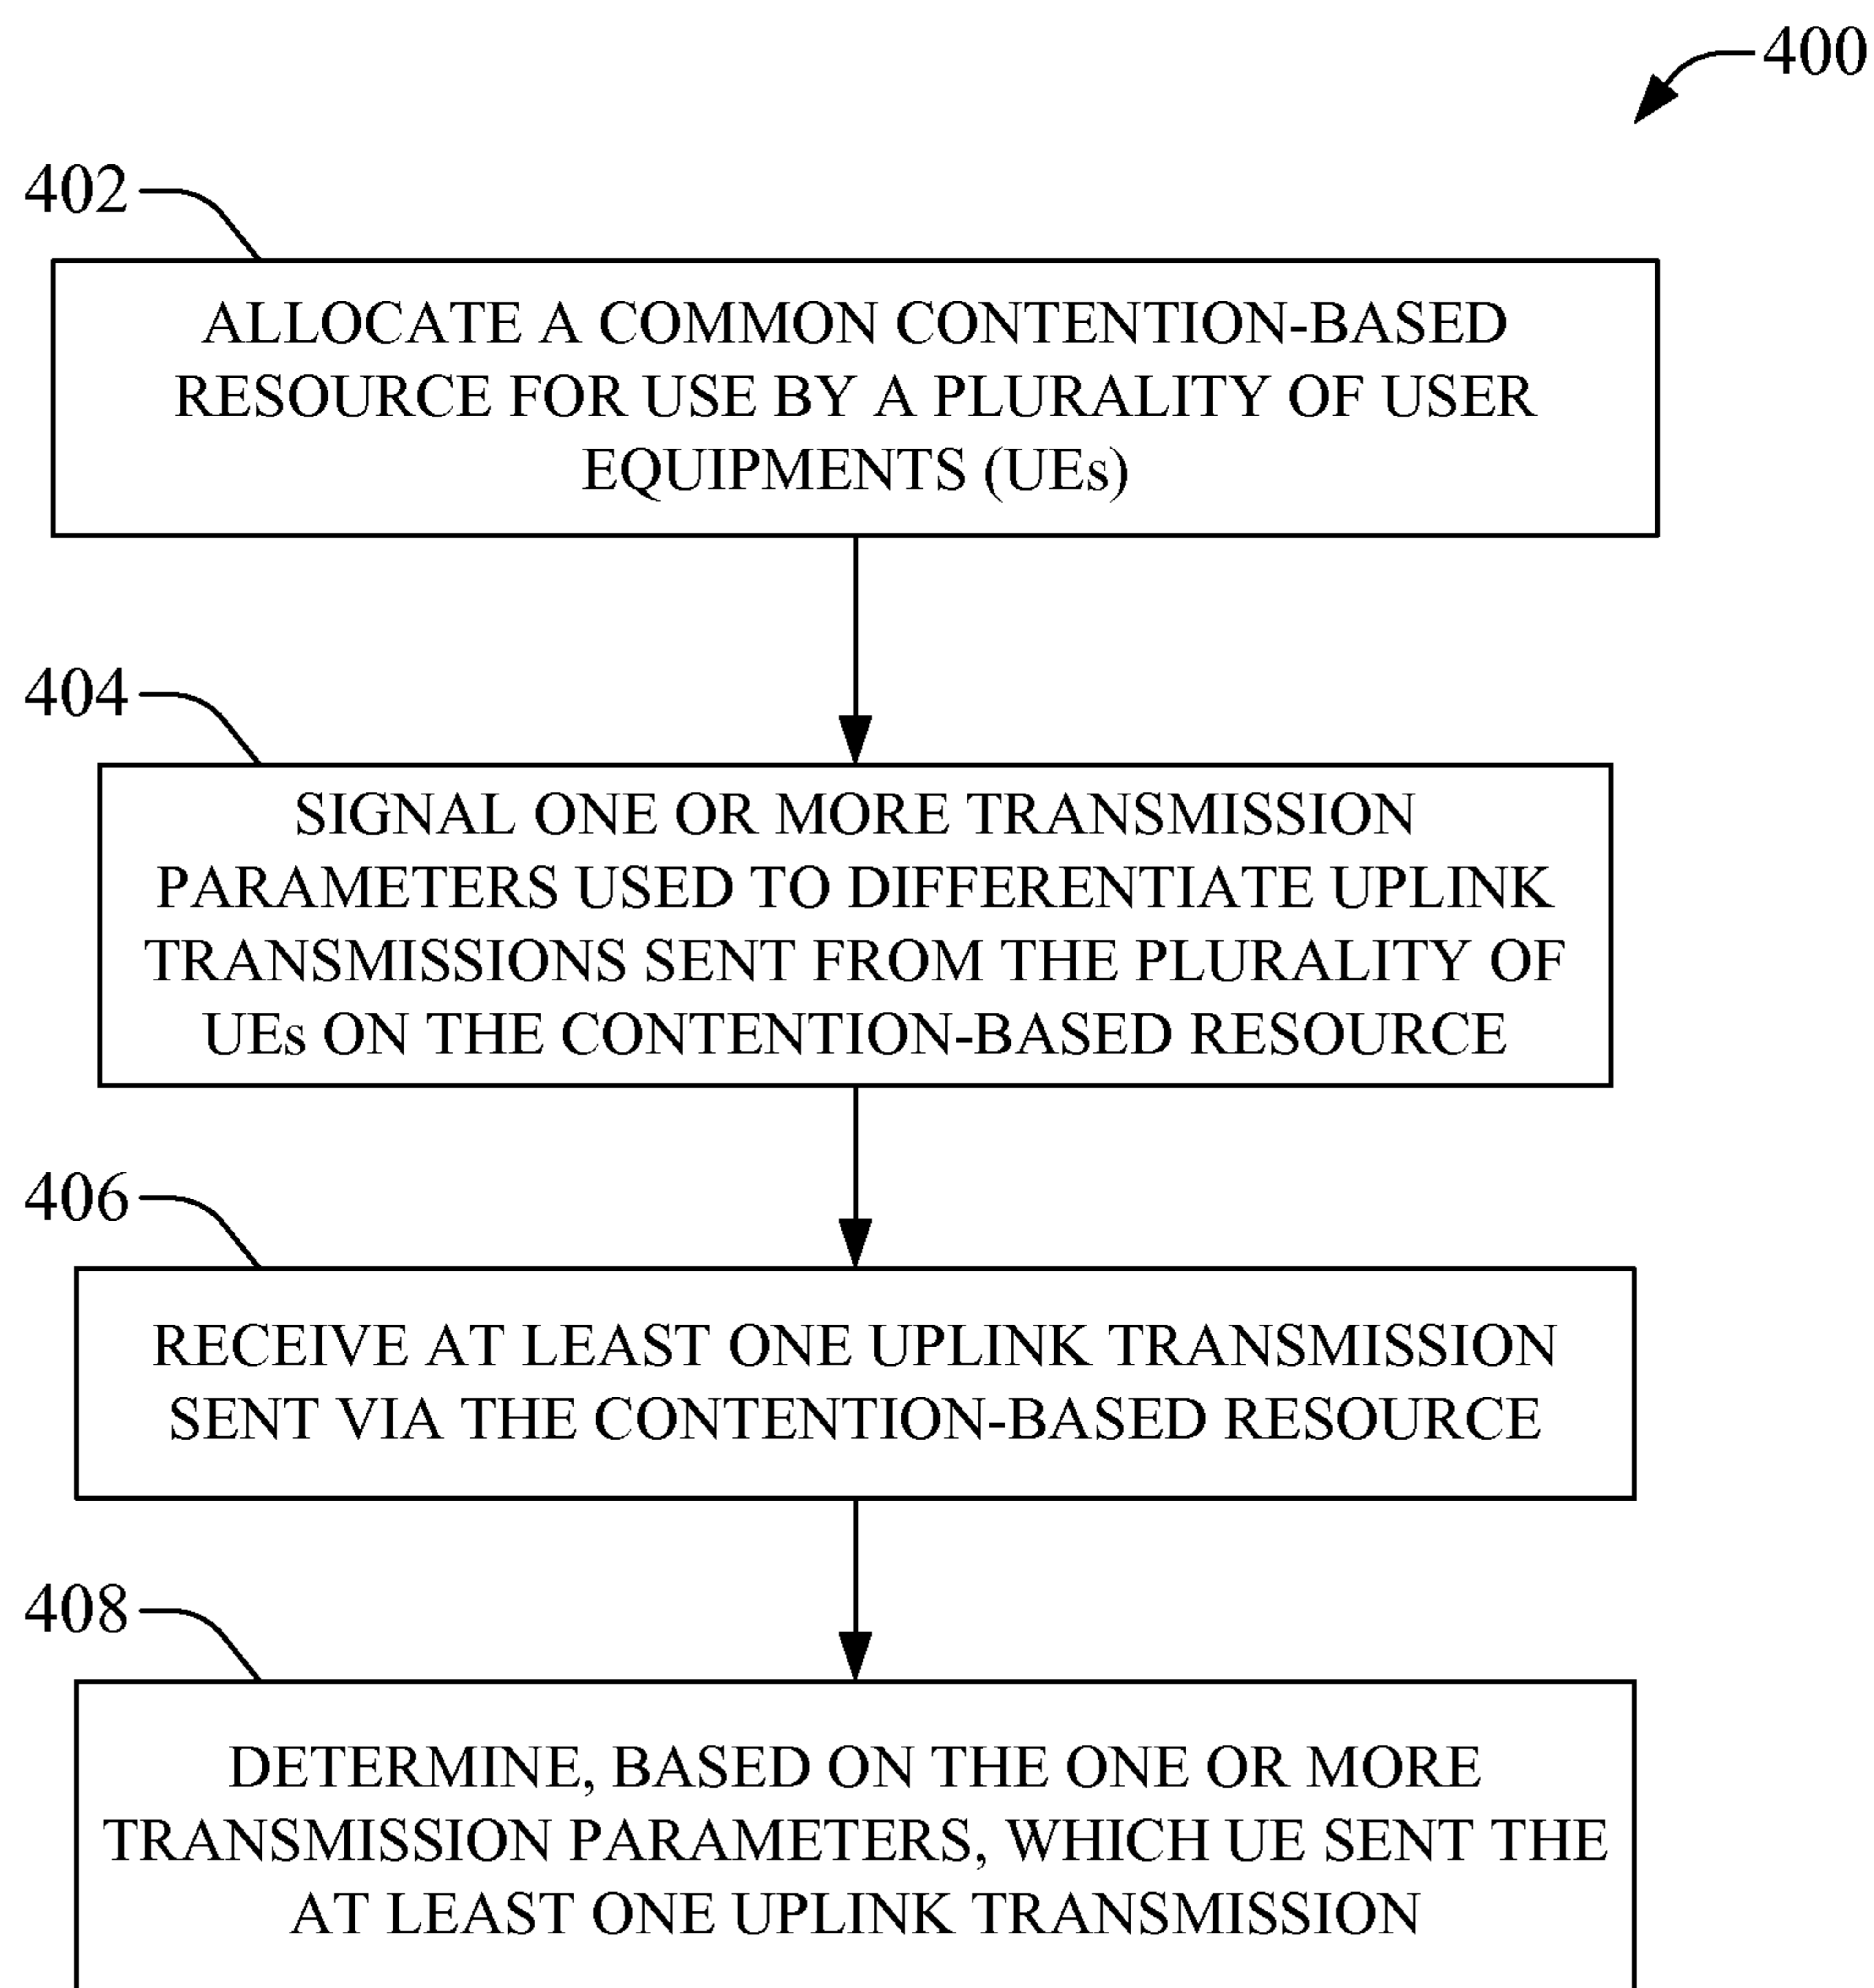 400
402
ALLOCATE A COMMON CONTENTION-BASED
RESOURCE FOR USE BY A PLURALITY OF USER
EQUIPMENTS (UEs)
404
SIGNAL ONE OR MORE TRANSMISSION
PARAMETERS USED TO DIFFERENTIATE UPLINK
TRANSMISSIONS SENT FROM THE PLURALITY OF
UEs ON THE CONTENTION-BASED RESOURCE
406
RECEIVE AT LEAST ONE UPLINK TRANSMISSION
SENT VIA THE CONTENTION-BASED RESOURCE
408
DETERMINE, BASED ON THE ONE OR MORE
TRANSMISSION PARAMETERS, WHICH UE SENT THE
AT LEAST ONE UPLINK TRANSMISSION